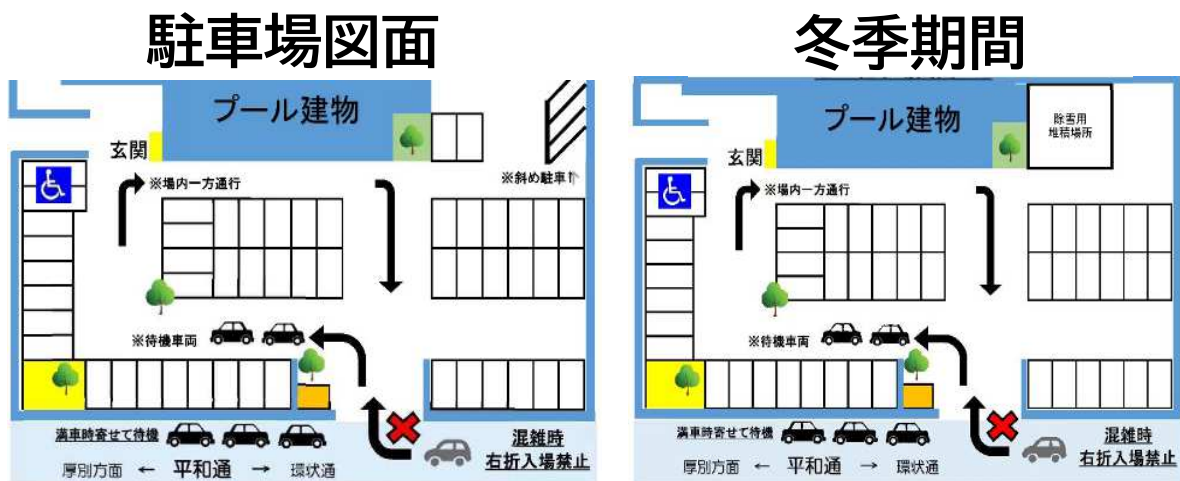 駐車場図面
プール建物
玄関
※斜め駐車⇑
※場内一方通行
※待機車両
満車時寄せて待機
混雑時
右折入場禁止
厚別方面 ← 平和通 → 環状通
冬季期間
プール建物
除雪用
堆積場所
玄関
※場内一方通行
※待機車両
満車時寄せて待機
混雑時
右折入場禁止
厚別方面 ← 平和通 → 環状通